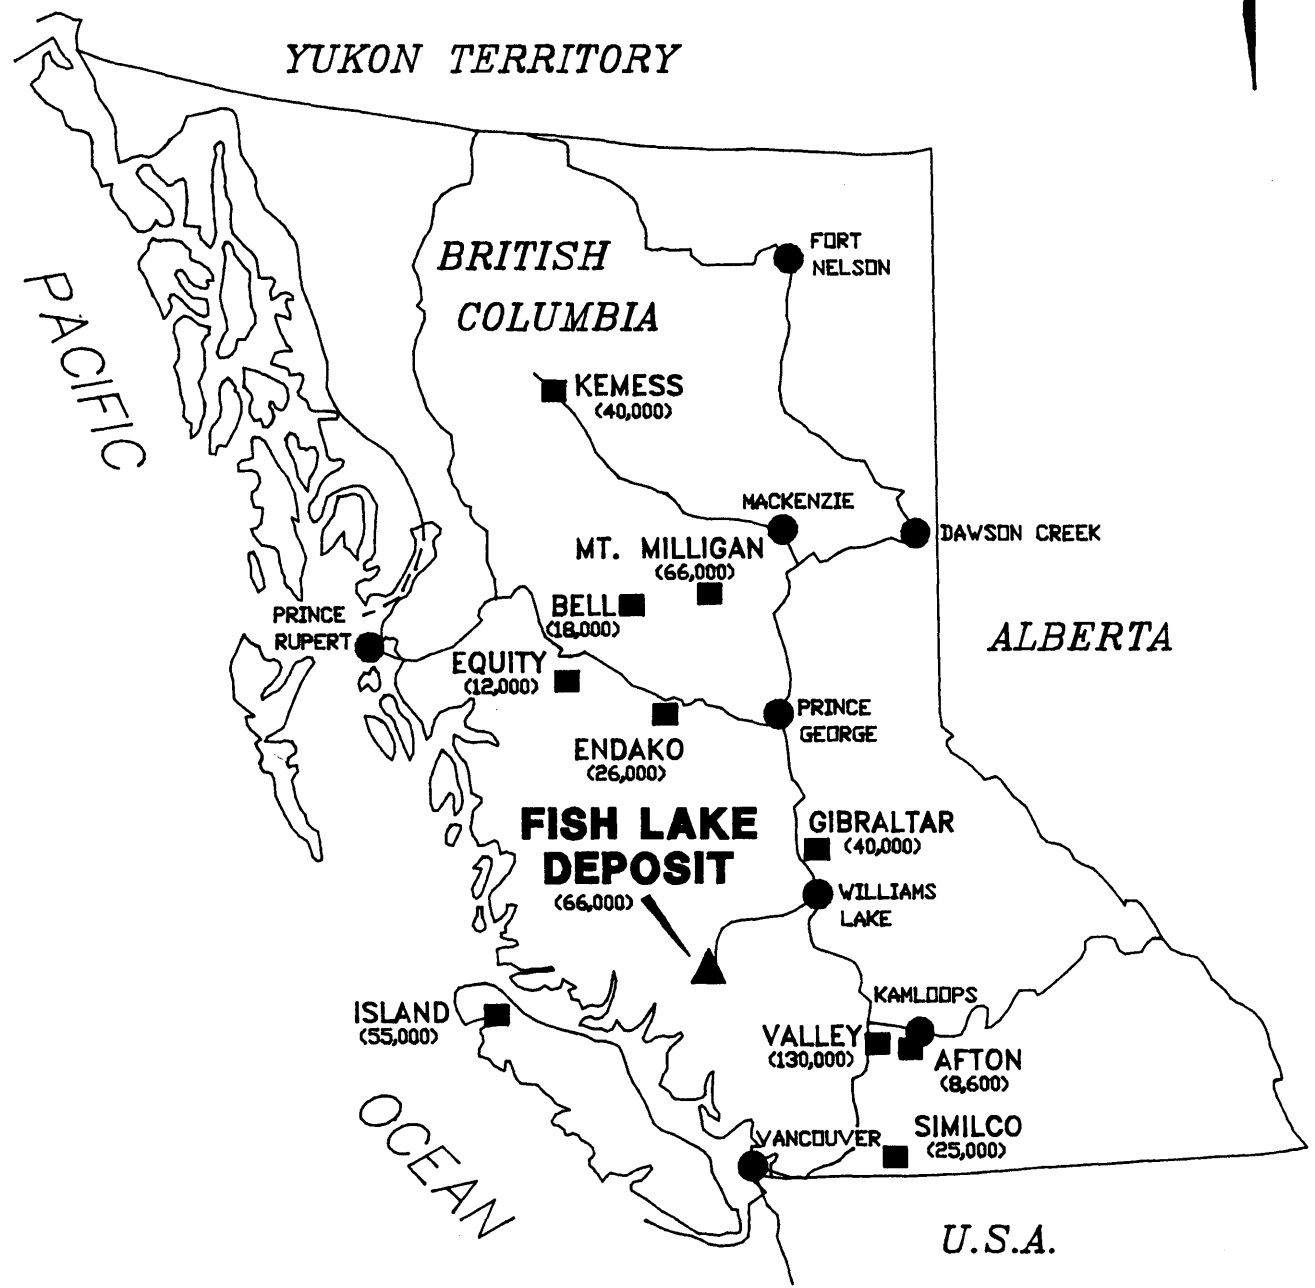 YUKON TERRITORY
FORT
NELSON
BRITISH
COLUMBIA
PACIFIC
KEMESS
(40,000)
MACKENZIE
DAWSON CREEK
MT. MILLIGAN
(66,000)
BELL
(18,000)
PRINCE
RUPERT
ALBERTA
EQUITY
(12,000)
PRINCE
GEORGE
ENDAKO
(26,000)
FISH LAKE
DEPOSIT
(66,000)
GIBRALTAR
(40,000)
WILLIAMS
LAKE
KAMLOOPS
ISLAND
(55,000)
VALLEY
(130,000)
AFTON
(8,600)
OCEAN
VANCOUVER
SIMILCO
(25,000)
U.S.A.